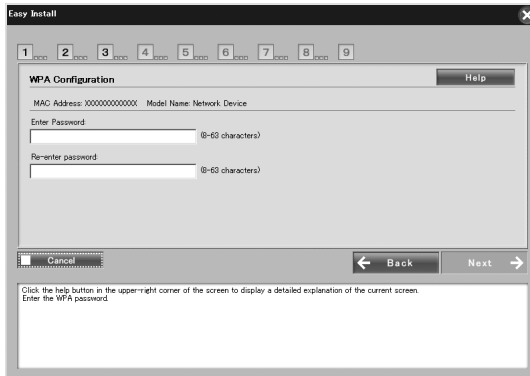 Easy Install
1 2 3 4 5 6 7 8 9
WPA Configuration
Help
MAC Address: XXXXXXXXXXXX Model Name: Network Device
Enter Password:
(8-63 characters)
Re-enter password:
(8-63 characters)
Cancel
Back
Next
Click the help button in the upper-right corner of the screen to display a detailed explanation of the current screen.
Enter the WPA password.